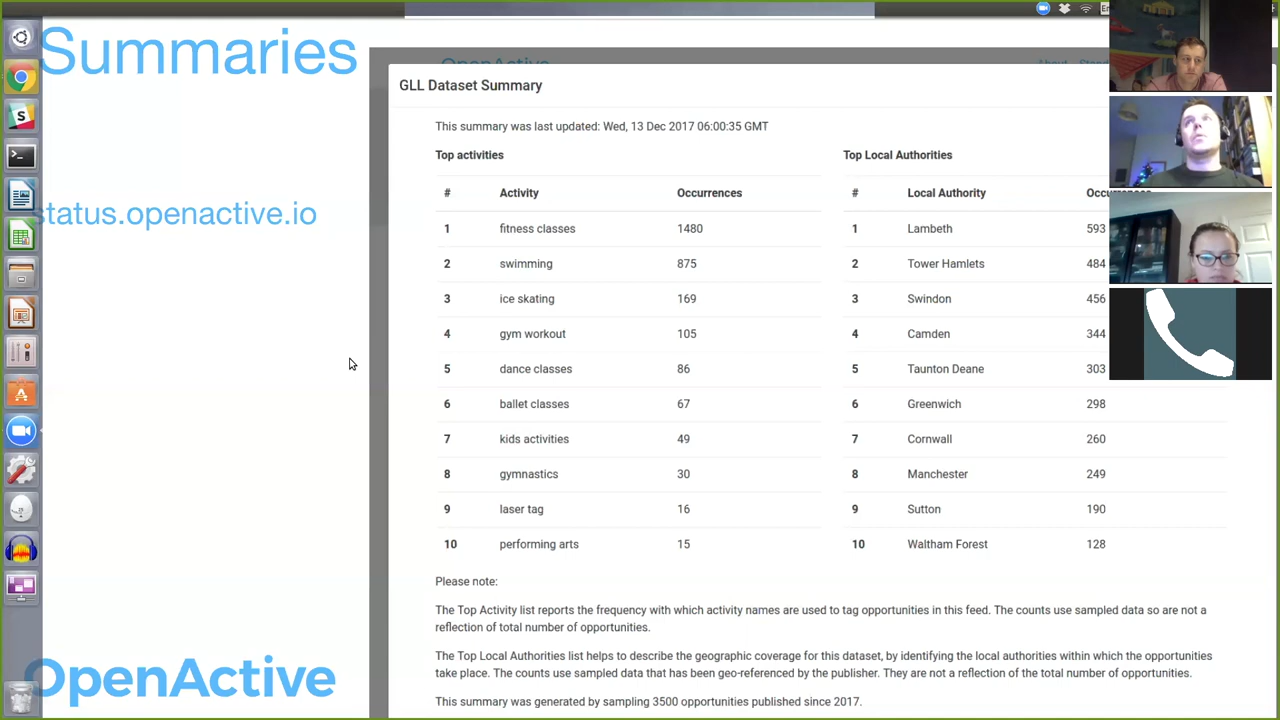 Summaries
status.openactive.io
OpenActive
GLL Dataset Summary
This summary was last updated: Wed, 13 Dec 2017 06:00:35 GMT
Top activities
# Activity Occurrences
1 fitness classes 1480
2 swimming 875
3 ice skating 169
4 gym workout 105
5 dance classes 86
6 ballet classes 67
7 kids activities 49
8 gymnastics 30
9 laser tag 16
10 performing arts 15
Top Local Authorities
# Local Authority Occurrences
1 Lambeth 593
2 Tower Hamlets 484
3 Swindon 456
4 Camden 344
5 Taunton Deane 303
6 Greenwich 298
7 Cornwall 260
8 Manchester 249
9 Sutton 190
10 Waltham Forest 128
Please note:
The Top Activity list reports the frequency with which activity names are used to tag opportunities in this feed. The counts use sampled data so are not a
reflection of total number of opportunities.
The Top Local Authorities list helps to describe the geographic coverage for this dataset, by identifying the local authorities within which the opportunities
take place. The counts use sampled data that has been geo-referenced by the publisher. They are not a reflection of the total number of opportunities.
This summary was generated by sampling 3500 opportunities published since 2017.
OpenActive